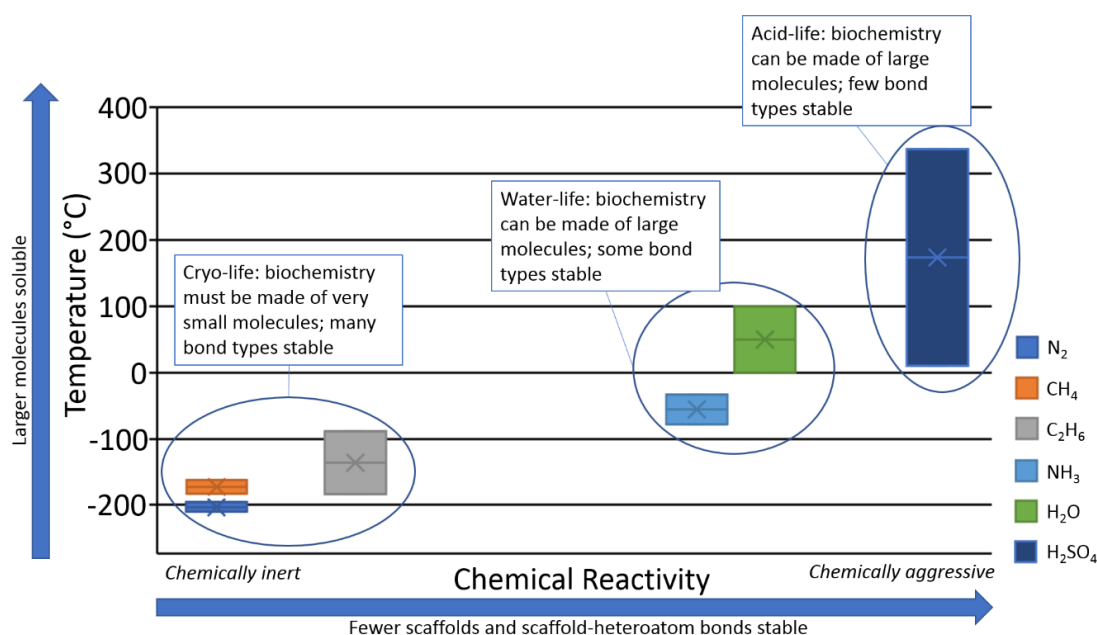 Acid-life: biochemistry
can be made of large
molecules; few bond
types stable
Water-life: biochemistry
can be made of large
molecules; some bond
types stable
Cryo-life: biochemistry
must be made of very
small molecules; many
bond types stable
Larger molecules soluble
Temperature (°C)
400
300
200
100
0
-100
-200
N₂
CH₄
C₂H₆
NH₃
H₂O
H₂SO₄
Chemically inert
Chemical Reactivity
Chemically aggressive
Fewer scaffolds and scaffold-heteroatom bonds stable